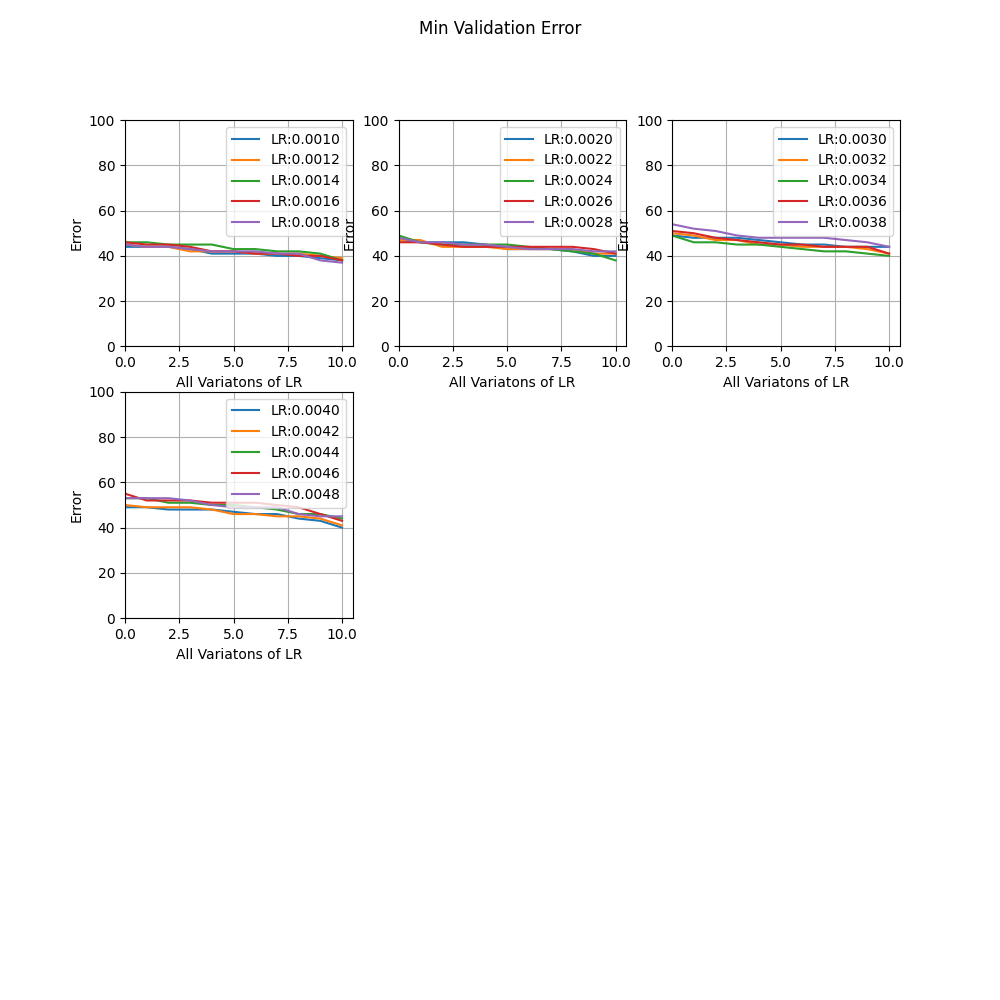 Min Validation Error
100
80
60
40
20
0
Error
LR:0.0010
LR:0.0012
LR:0.0014
LR:0.0016
LR:0.0018
0.0
2.5
5.0
7.5
10.0
All Variatons of LR
100
80
60
40
20
0
Error
LR:0.0020
LR:0.0022
LR:0.0024
LR:0.0026
LR:0.0028
0.0
2.5
5.0
7.5
10.0
All Variatons of LR
100
80
60
40
20
0
Error
LR:0.0030
LR:0.0032
LR:0.0034
LR:0.0036
LR:0.0038
0.0
2.5
5.0
7.5
10.0
All Variatons of LR
100
80
60
40
20
0
Error
LR:0.0040
LR:0.0042
LR:0.0044
LR:0.0046
LR:0.0048
0.0
2.5
5.0
7.5
10.0
All Variatons of LR